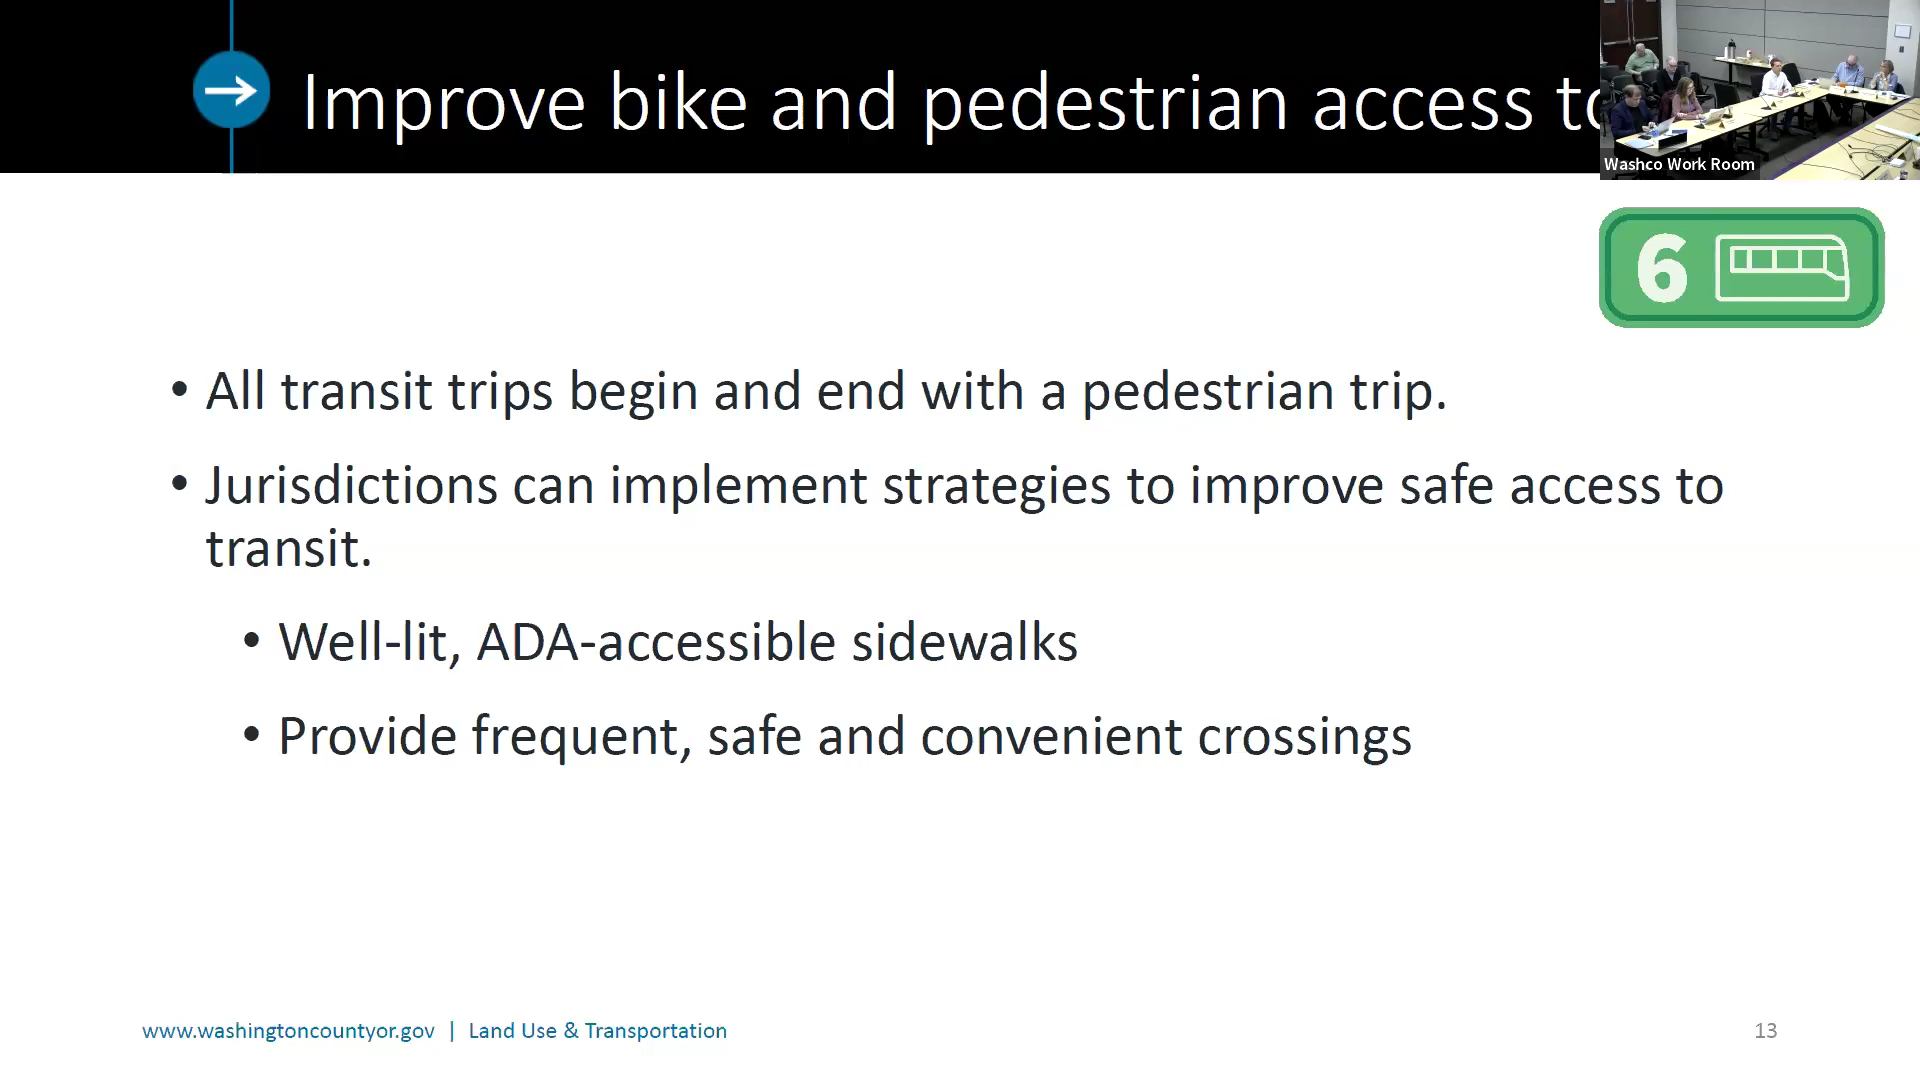 Improve bike and pedestrian access to
Washco Work Room
6
• All transit trips begin and end with a pedestrian trip.
• Jurisdictions can implement strategies to improve safe access to
transit.
• Well-lit, ADA-accessible sidewalks
• Provide frequent, safe and convenient crossings
www.washingtoncountyor.gov | Land Use & Transportation
13